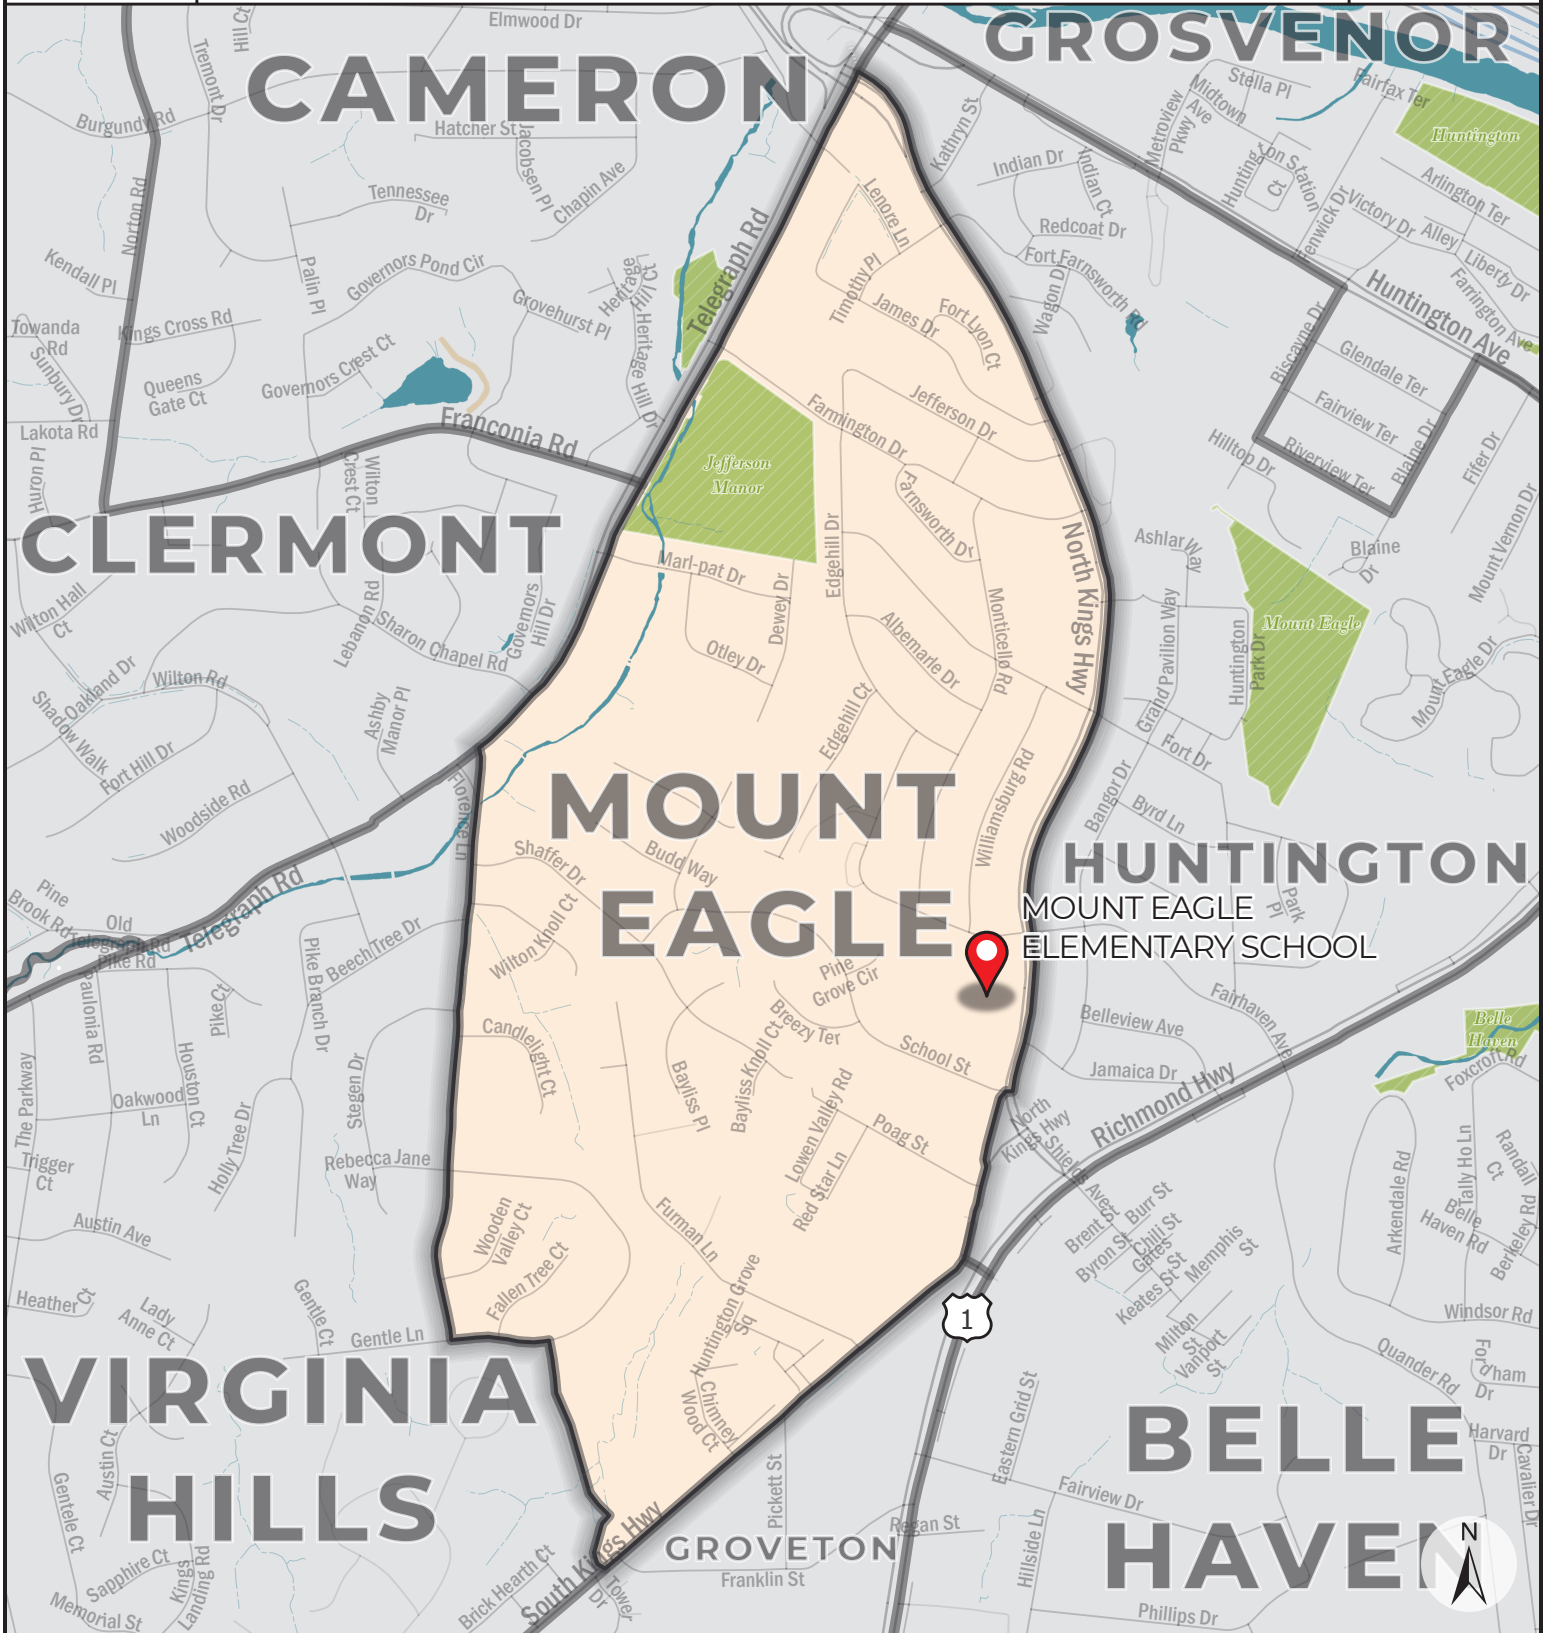 Elmwood Dr
GROSVENOR
Hill Ct
Tremont Dr
CAMERON
Stella Pl
Fairfax Ter
Midtown
Ave
Metroview
Pkwy
Burgundy Rd
Hatcher St
Jacobsen Pl
Chapin Ave
Kathryn St
Huntington
Indian Dr
Indian Ct
Huntington Station
Ct
Arlington Ter
Norton Rd
Tennessee
Dr
Lenore Ln
Redcoat Dr
Fenwick Dr
Victory Dr
Alley
Liberty Dr
Farrington Ave
Kendall Pl
Palin Pl
Governors Pond Cir
Heritage
Hill Ct
Telegraph Rd
Timothy Pl
Fort Farnsworth Rd
Wagon Dr
Huntington Ave
Towanda
Rd
Kings Cross Rd
Grovehurst Pl
Heritage Hill Dr
James Dr
Fort Lyon Ct
Biscayne Dr
Glendale Ter
Sunbury Dr
Queens
Gate Ct
Governors Crest Ct
Jefferson Dr
Fairview Ter
Lakota Rd
Franconia Rd
Farmington Dr
Blaine Dr
Riverview Ter
Hilltop Dr
Fifer Dr
Huron Pl
Wilton
Crest Ct
Jefferson
Manor
Farnsworth Dr
Mount Vernon Dr
CLERMONT
Edgehill Dr
North Kings Hwy
Ashlar Way
Blaine
Dr
Wilton Hall
Ct
Lebanon Rd
Sharon Chapel Rd
Governors
Hill Dr
Marl-pat Dr
Dewey Dr
Otley Dr
Albemarle Dr
Monticello Rd
Grand Pavilion Way
Huntington
Park Dr
Mount Eagle
Mount Eagle Dr
Oakland Dr
Wilton Rd
Shadow Walk
Ashby
Manor Pl
Edgehill Ct
Fort Hill Dr
Fort Dr
Woodside Rd
Florence Ln
MOUNT
EAGLE
Williamsburg Rd
Bangor Dr
Byrd Ln
Shaffer Dr
Budd Way
HUNTINGTON
MOUNT EAGLE
ELEMENTARY SCHOOL
Park
Pl
Pine
Brook Rd
Old
Telegraph Rd
Telegraph Rd
Pike Rd
Beech Tree Dr
Wilton Knoll Ct
Pine
Grove Cir
Paulonia Rd
Pike Ct
Pike Branch Dr
Candlelight Ct
Breezy Ter
School St
Belleview Ave
Fairhaven Ave
Belle
Haven
Foxcroft Rd
The Parkway
Houston Ct
Stegen Dr
Bayliss Pl
Bayliss Knoll Ct
Jamaica Dr
Richmond Hwy
Oakwood
Ln
Holly Tree Dr
Lowen Valley Rd
Poag St
North
Kings Hwy
Shields Ave
Trigger
Ct
Rebecca Jane
Way
Red Star Ln
Arkendale Rd
Tally Ho Ln
Randall
Ct
Austin Ave
Wooden
Valley Ct
Furman Ln
Brent St
Burr St
Byron St
Chili St
Gates
St
Keates St
Memphis
St
Belle
Haven Rd
Berkeley Rd
Heather Ct
Lady
Anne Ct
Gentle Ct
Gentle Ln
Fallen Tree Ct
Huntington Grove
Sq
1
Milton
St
Vanport
St
Windsor Rd
Quander Rd
Fordham
Dr
VIRGINIA
HILLS
Chimney
Wood Ct
Eastern Grid St
BELLE
HAVEN
Harvard
Dr
Cavalier Dr
Austin Ct
Gentele Ct
Pickett St
Fairview Dr
Regan St
GROVETON
Franklin St
Hillside Ln
Sapphire Ct
Kings
Landing Rd
Memorial St
Brick Hearth Ct
South Kings Hwy
Tower
Dr
Phillips Dr
N